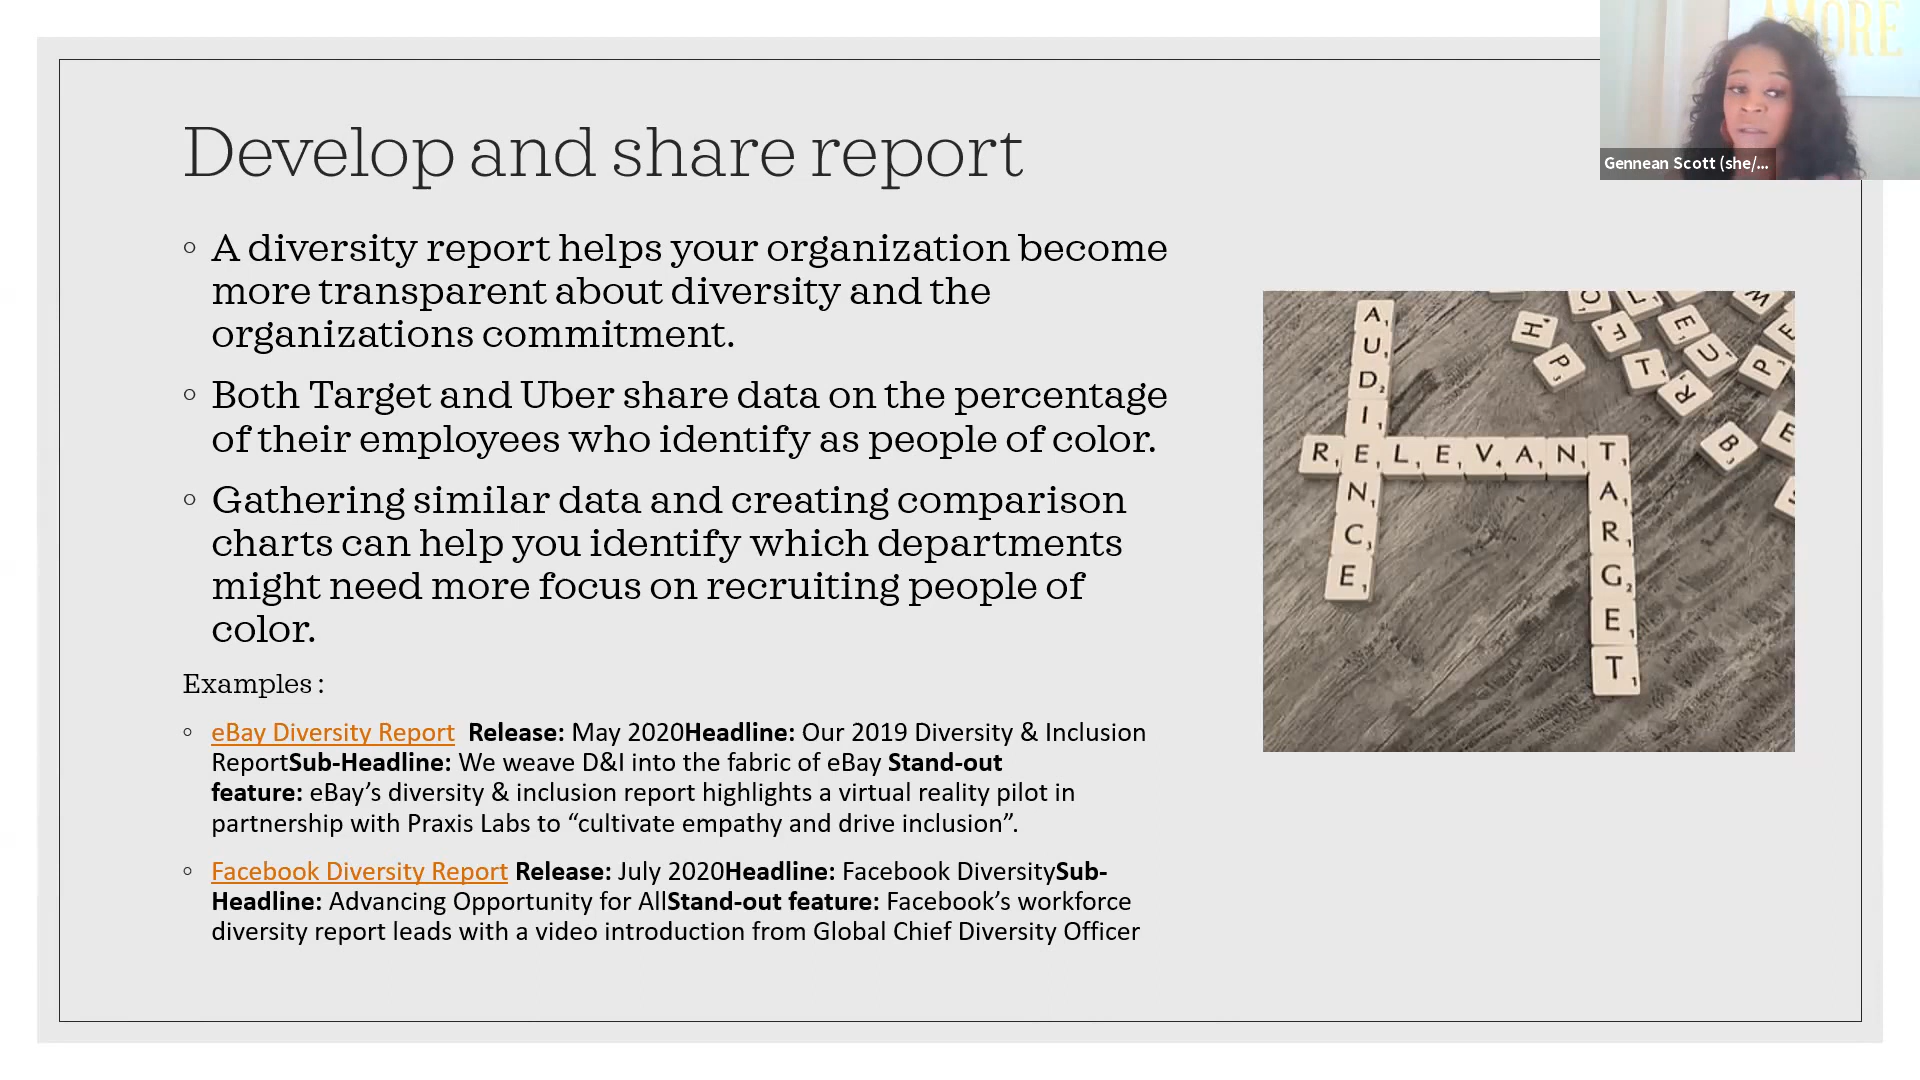 AMORE
Gennean Scott (she/...
Develop and share report
◦ A diversity report helps your organization become
more transparent about diversity and the
organizations commitment.
◦ Both Target and Uber share data on the percentage
of their employees who identify as people of color.
◦ Gathering similar data and creating comparison
charts can help you identify which departments
might need more focus on recruiting people of
color.
Examples :
◦ eBay Diversity Report Release: May 2020Headline: Our 2019 Diversity & Inclusion
ReportSub-Headline: We weave D&I into the fabric of eBay Stand-out
feature: eBay’s diversity & inclusion report highlights a virtual reality pilot in
partnership with Praxis Labs to “cultivate empathy and drive inclusion”.
◦ Facebook Diversity Report Release: July 2020Headline: Facebook DiversitySub-
Headline: Advancing Opportunity for AllStand-out feature: Facebook’s workforce
diversity report leads with a video introduction from Global Chief Diversity Officer
AUDIENCE
RELEVANT
TARGET